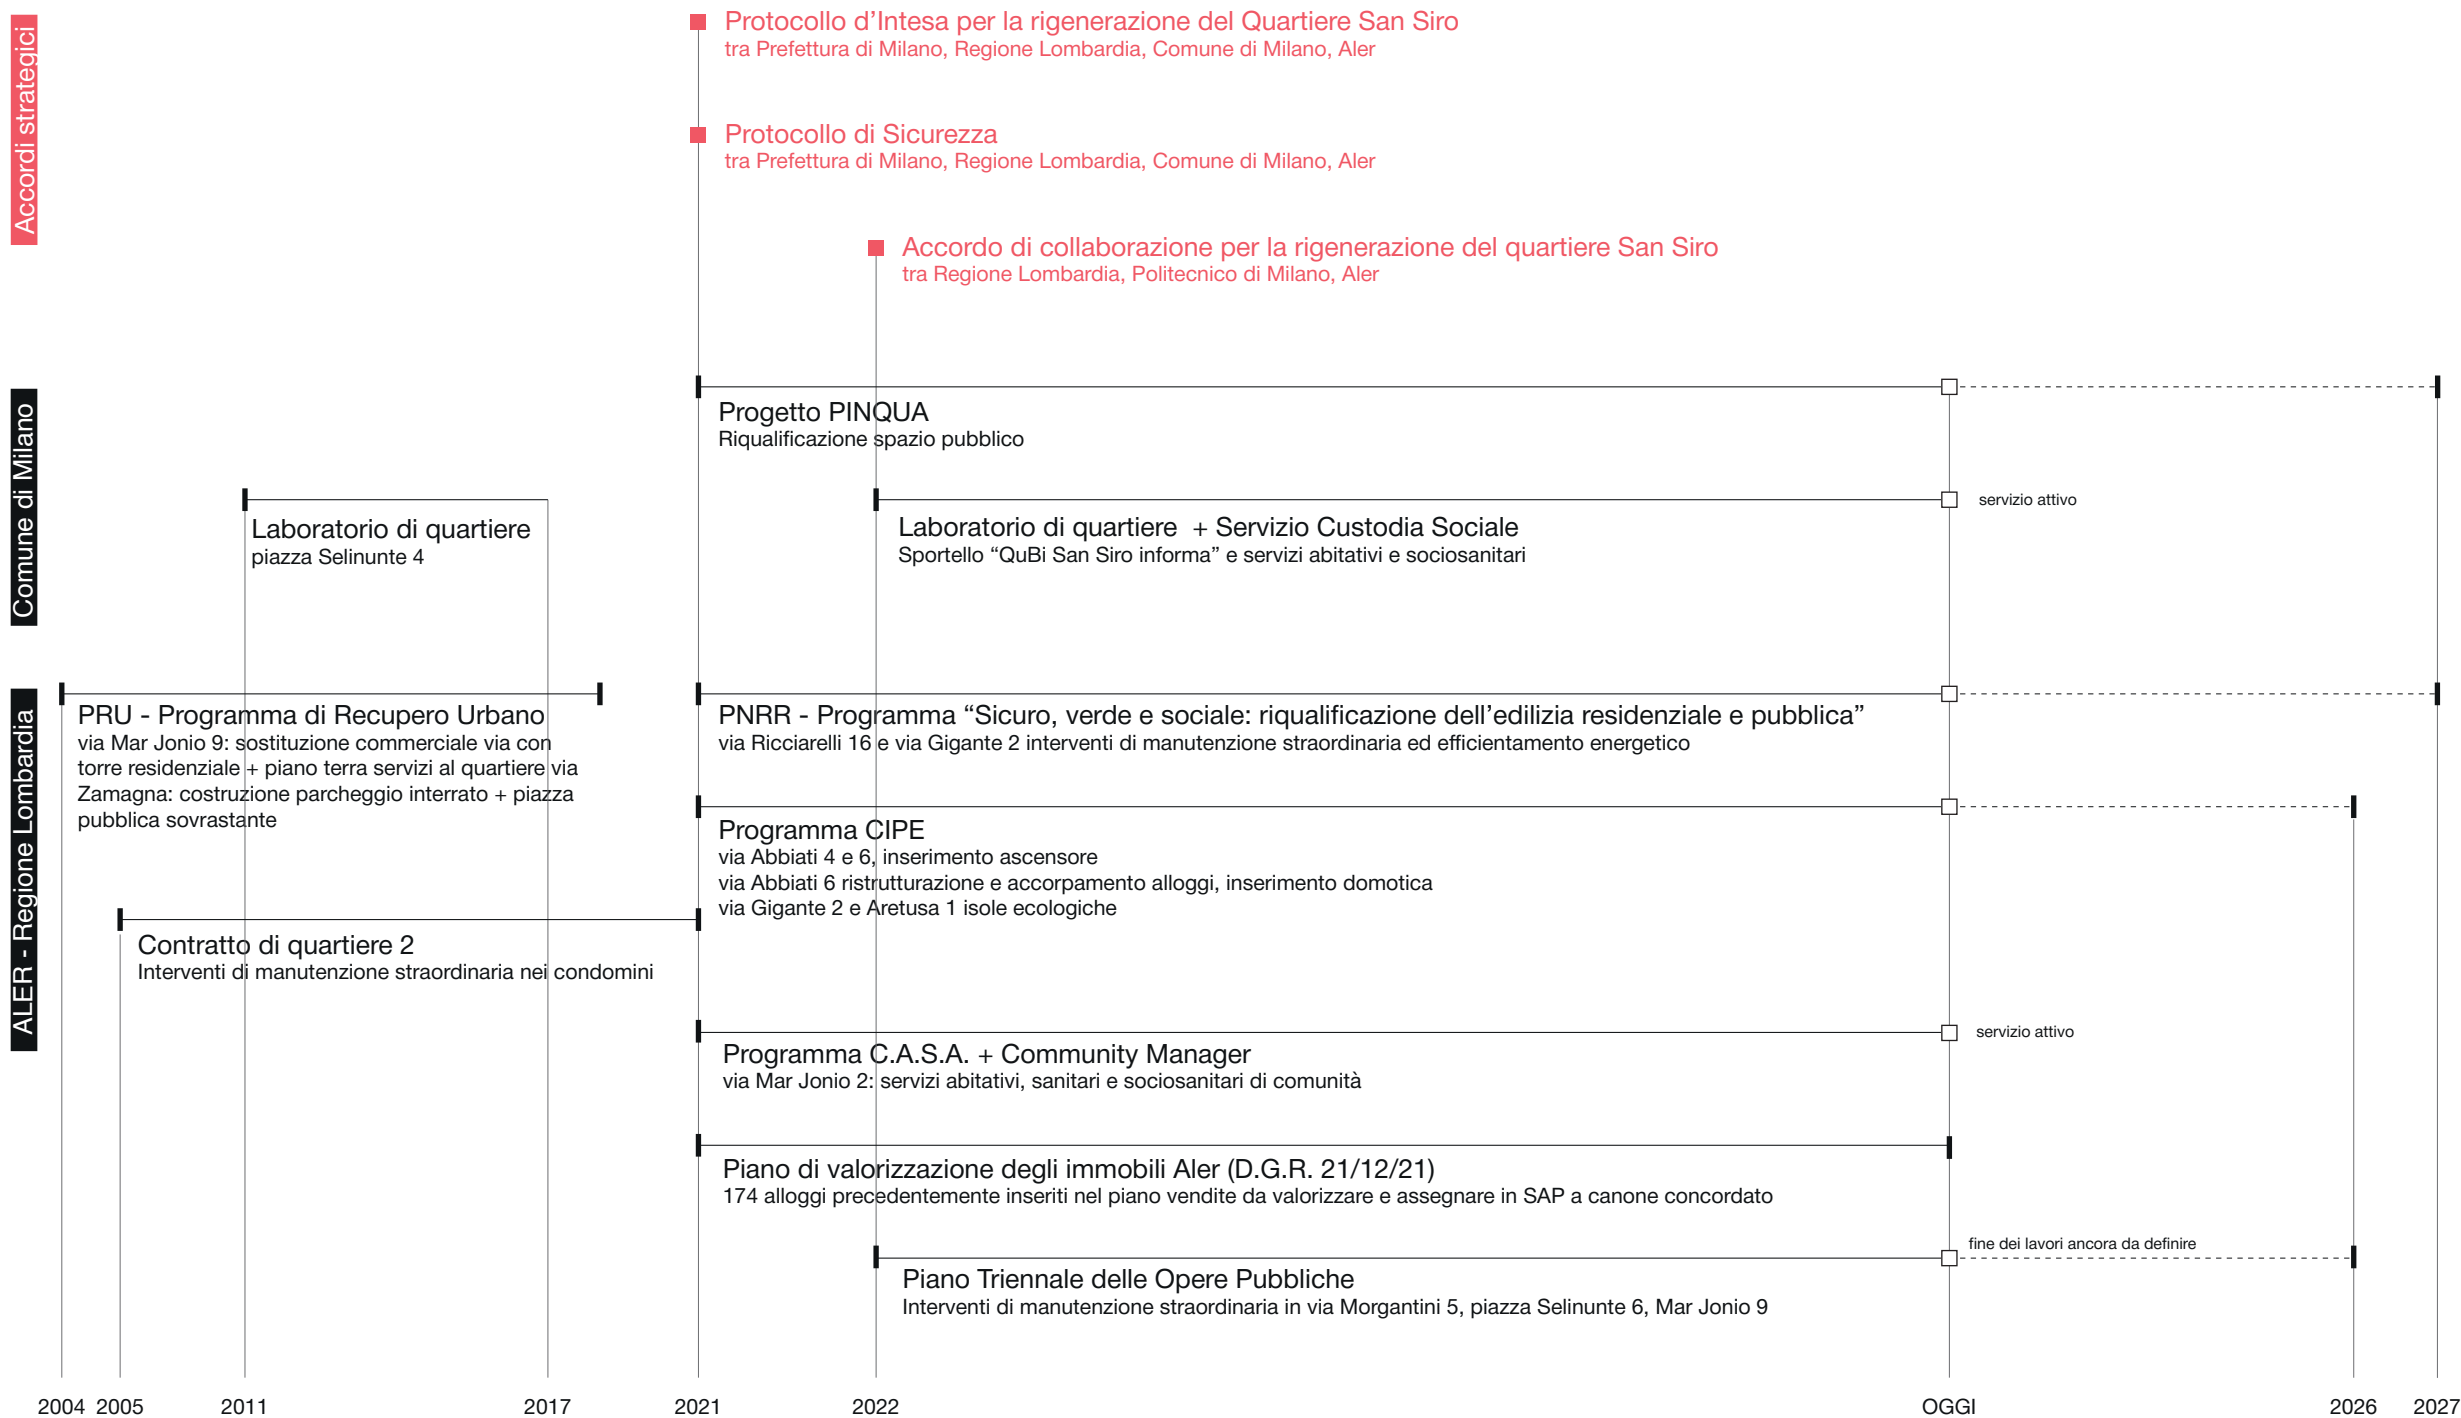 Accordi strategici
Protocollo d’Intesa per la rigenerazione del Quartiere San Siro
tra Prefettura di Milano, Regione Lombardia, Comune di Milano, Aler
Protocollo di Sicurezza
tra Prefettura di Milano, Regione Lombardia, Comune di Milano, Aler
Accordo di collaborazione per la rigenerazione del quartiere San Siro
tra Regione Lombardia, Politecnico di Milano, Aler
Comune di Milano
Progetto PINQUA
Riqualificazione spazio pubblico
Laboratorio di quartiere
piazza Selinunte 4
Laboratorio di quartiere + Servizio Custodia Sociale
Sportello “QuBi San Siro informa” e servizi abitativi e sociosanitari
servizio attivo
ALER - Regione Lombardia
PRU - Programma di Recupero Urbano
via Mar Jonio 9: sostituzione commerciale via con
torre residenziale + piano terra servizi al quartiere via
Zamagna: costruzione parcheggio interrato + piazza
pubblica sovrastante
PNRR - Programma “Sicuro, verde e sociale: riqualificazione dell’edilizia residenziale e pubblica”
via Ricciarelli 16 e via Gigante 2 interventi di manutenzione straordinaria ed efficientamento energetico
Programma CIPE
via Abbiati 4 e 6, inserimento ascensore
via Abbiati 6 ristrutturazione e accorpamento alloggi, inserimento domotica
via Gigante 2 e Aretusa 1 isole ecologiche
Contratto di quartiere 2
Interventi di manutenzione straordinaria nei condomini
Programma C.A.S.A. + Community Manager
via Mar Jonio 2: servizi abitativi, sanitari e sociosanitari di comunità
servizio attivo
Piano di valorizzazione degli immobili Aler (D.G.R. 21/12/21)
174 alloggi precedentemente inseriti nel piano vendite da valorizzare e assegnare in SAP a canone concordato
fine dei lavori ancora da definire
Piano Triennale delle Opere Pubbliche
Interventi di manutenzione straordinaria in via Morgantini 5, piazza Selinunte 6, Mar Jonio 9
2004 2005 2011 2017 2021 2022 OGGI 2026 2027